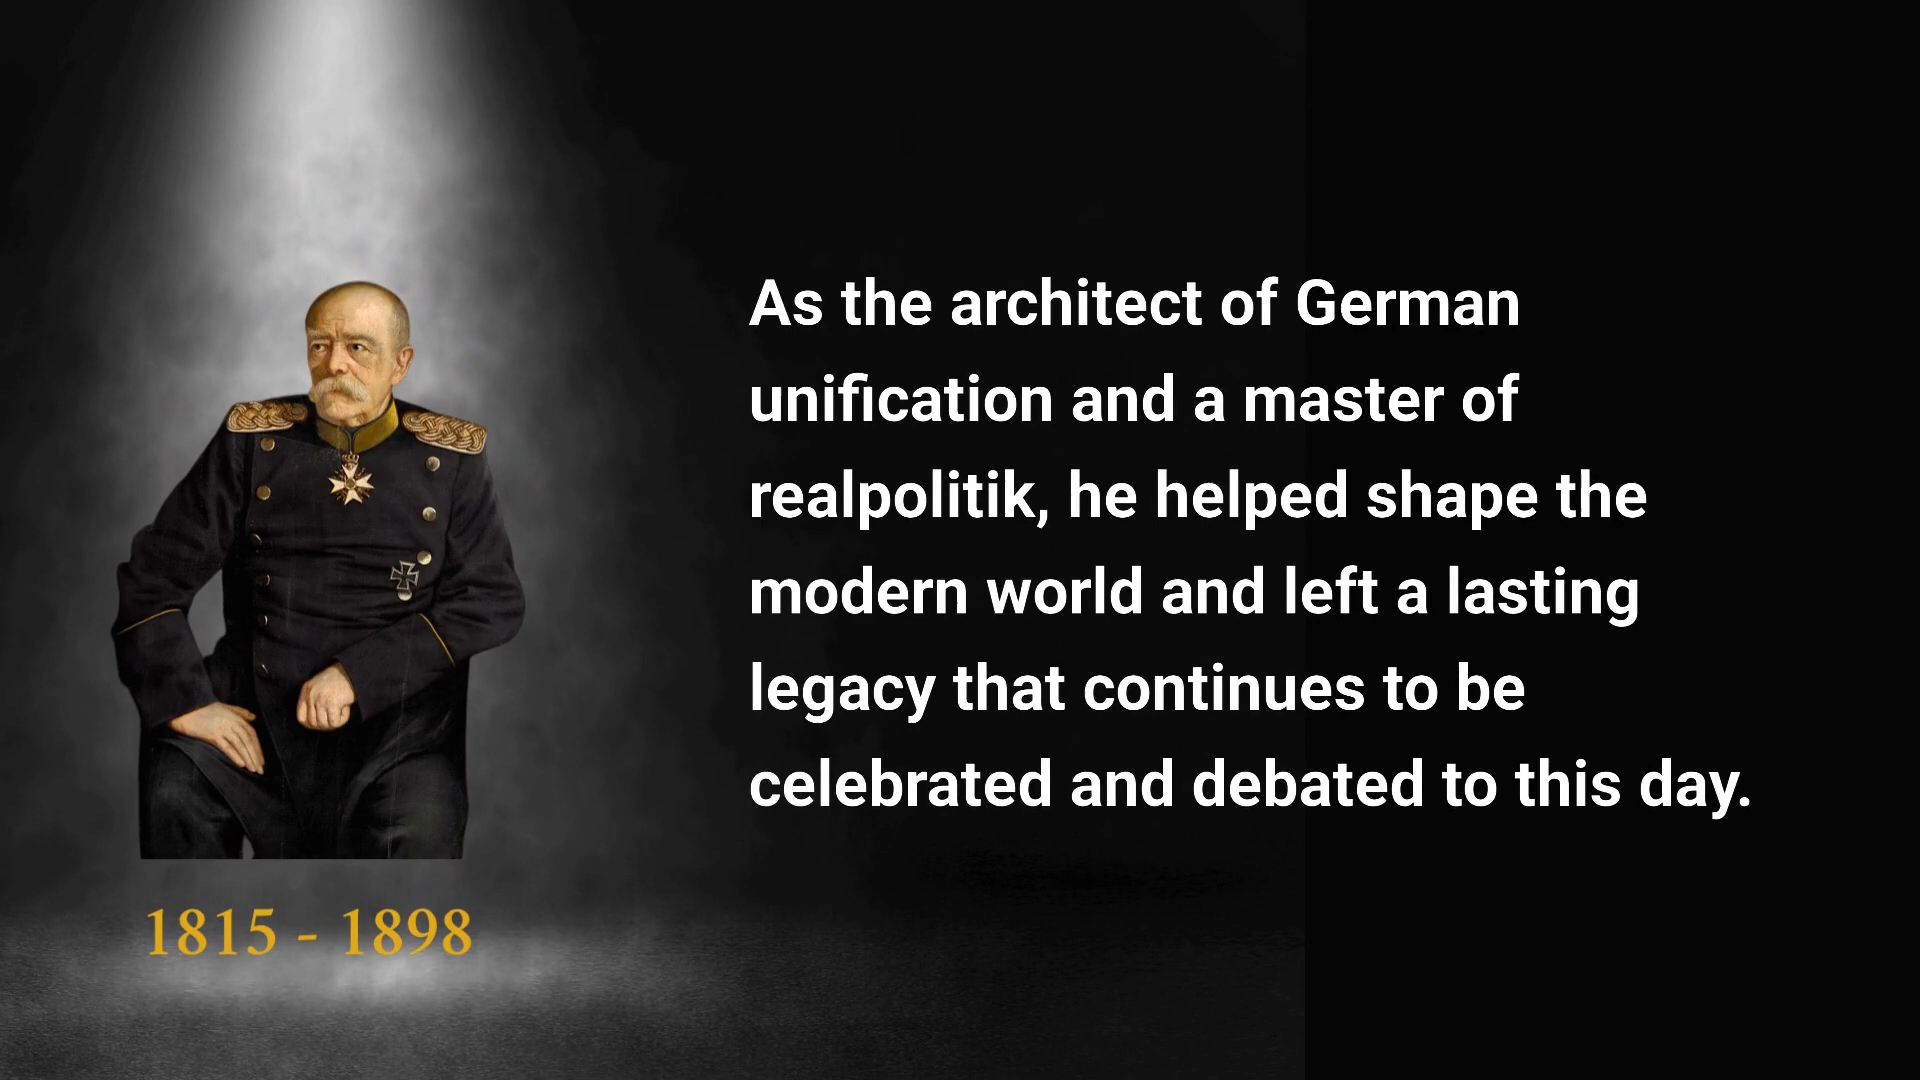 As the architect of German
unification and a master of
realpolitik, he helped shape the
modern world and left a lasting
legacy that continues to be
celebrated and debated to this day.
1815 - 1898